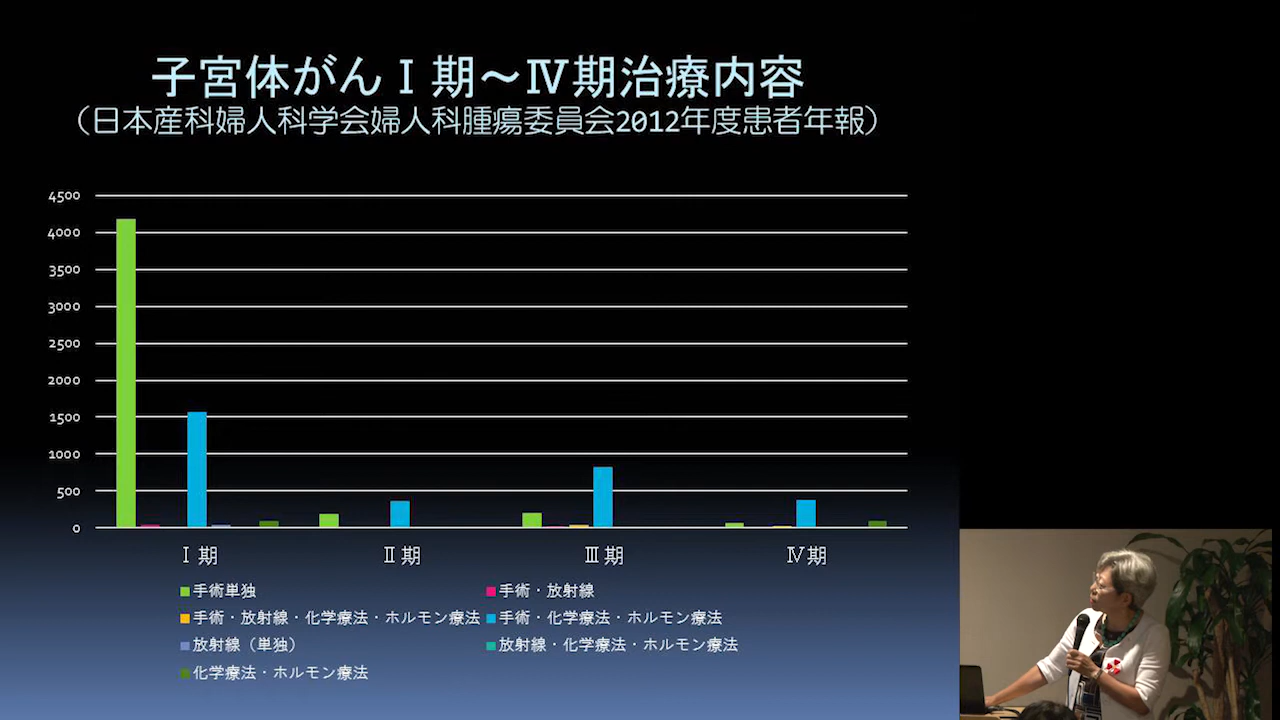 子宮体がんⅠ期~Ⅳ期治療内容
（日本産科婦人科学会婦人科腫瘍委員会2012年度患者年報）
4500
4000
3500
3000
2500
2000
1500
1000
500
0
Ⅰ期 Ⅱ期 Ⅲ期 Ⅳ期
手術単独 手術・放射線
手術・放射線・化学療法・ホルモン療法 手術・化学療法・ホルモン療法
放射線（単独） 放射線・化学療法・ホルモン療法
化学療法・ホルモン療法